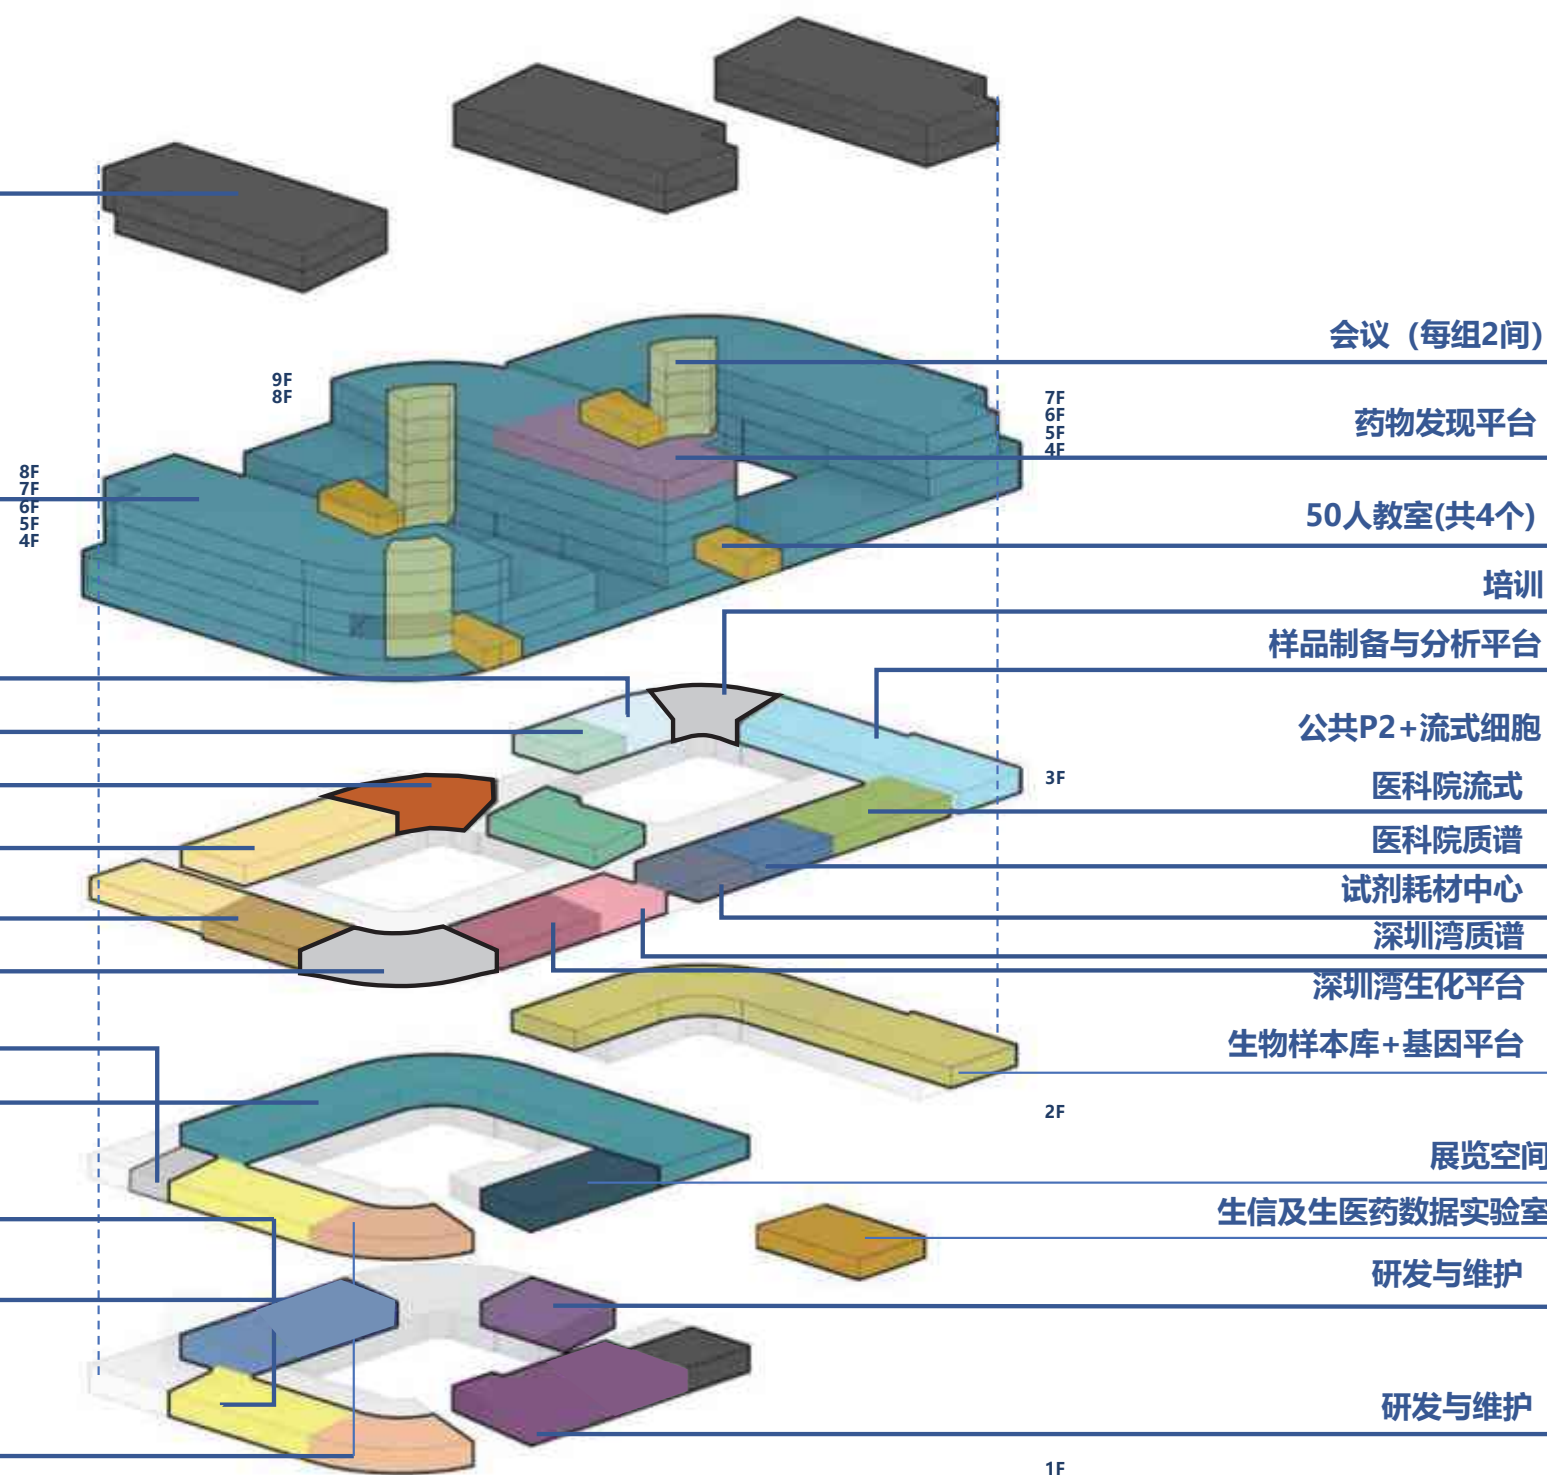 会议（每组2间）
9F
8F
7F
6F
5F
4F
药物发现平台
8F
7F
6F
5F
4F
50人教室(共4个)
培训
样品制备与分析平台
公共P2+流式细胞
3F
医科院流式
医科院质谱
试剂耗材中心
深圳湾质谱
深圳湾生化平台
生物样本库+基因平台
2F
展览空间
生信及生医药数据实验室
研发与维护
研发与维护
1F